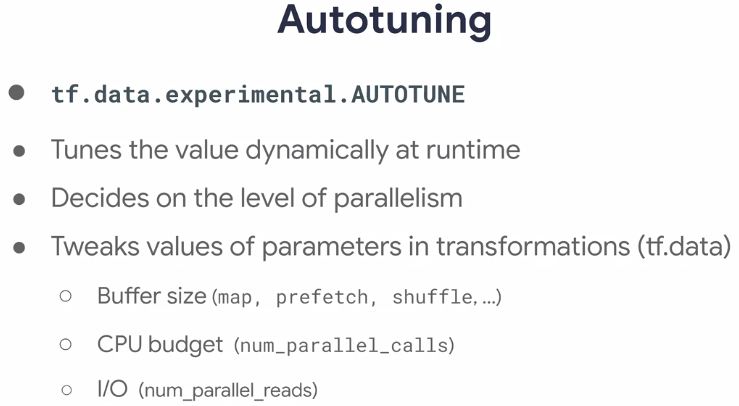 Autotuning
● tf.data.experimental.AUTOTUNE
● Tunes the value dynamically at runtime
● Decides on the level of parallelism
● Tweaks values of parameters in transformations (tf.data)
○ Buffer size (map, prefetch, shuffle, ...)
○ CPU budget (num_parallel_calls)
○ I/O (num_parallel_reads)